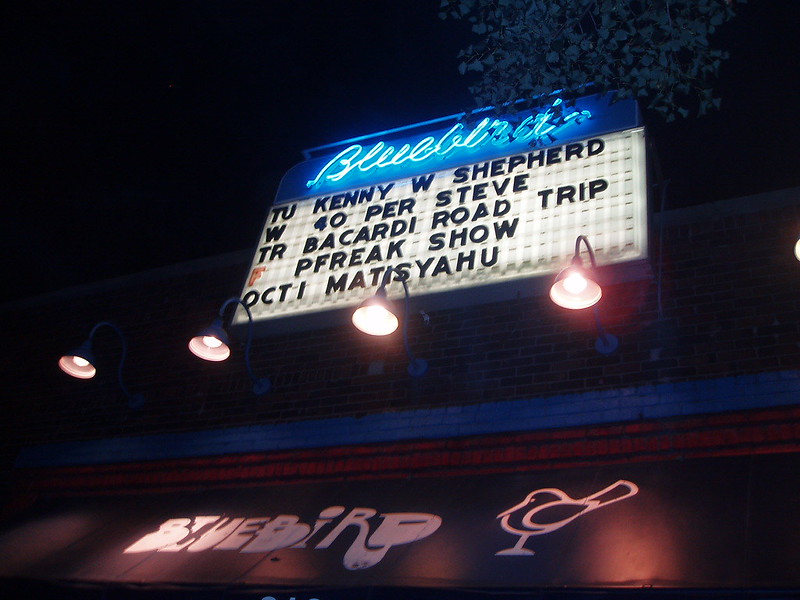 Bluebird
TU KENNY W SHEPHERD
W 40 PER STEVE
TR BACARDI ROAD TRIP
F PFREAK SHOW
OCT1 MATISYAHU
BLUEBIRD